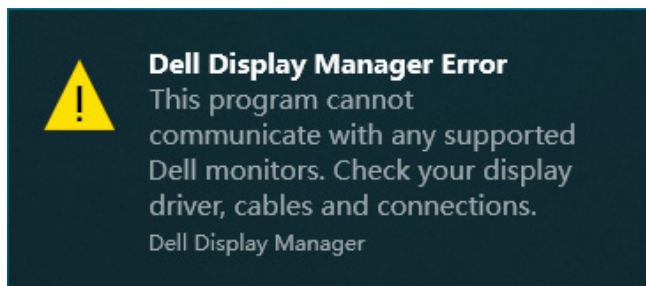 Dell Display Manager Error
This program cannot
communicate with any supported
Dell monitors. Check your display
driver, cables and connections.
Dell Display Manager